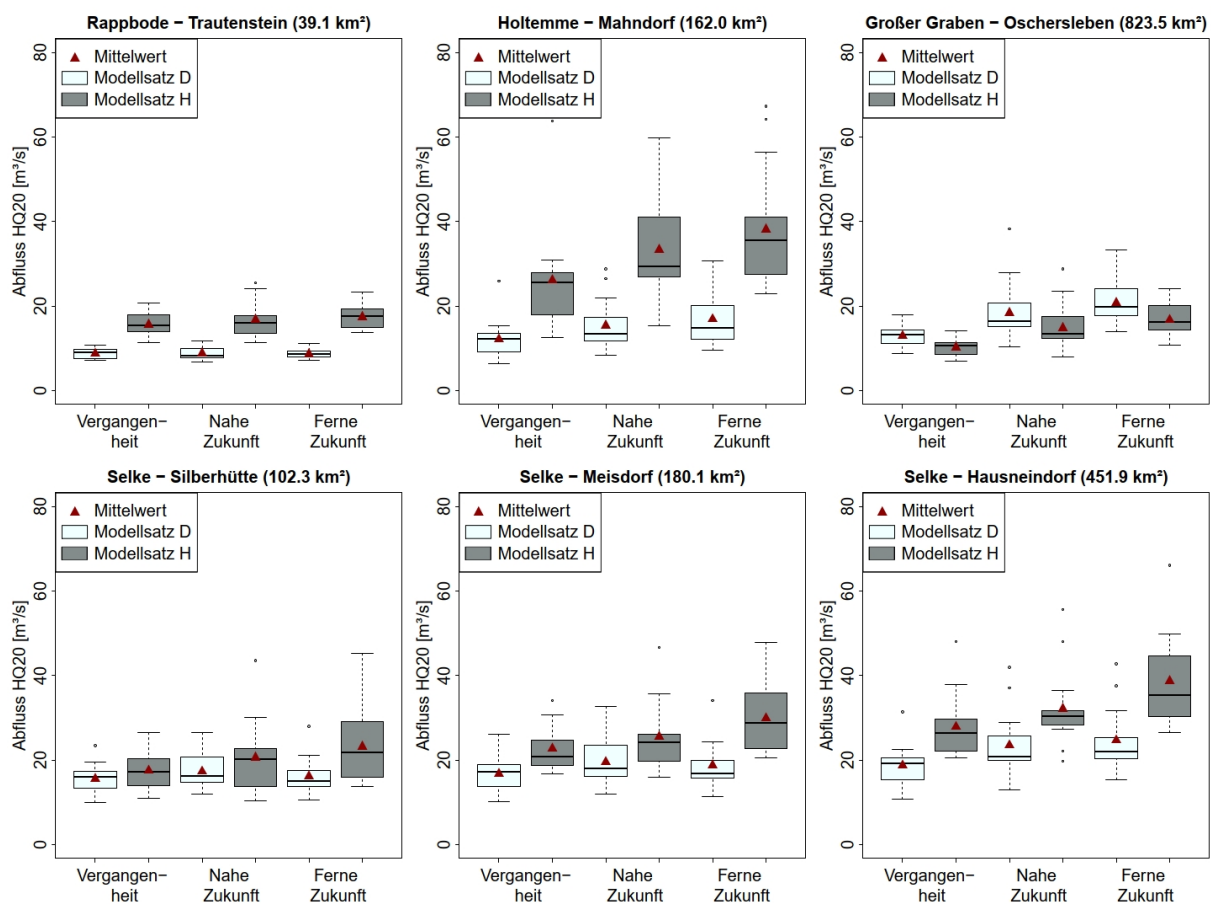 Rappbode − Trautenstein (39.1 km²)
Abfluss HQ20 [m³/s]
80
60
40
20
0
Mittelwert
Modellsatz D
Modellsatz H
Vergangen−
heit
Nahe
Zukunft
Ferne
Zukunft
Holtemme − Mahndorf (162.0 km²)
Abfluss HQ20 [m³/s]
80
60
40
20
0
Mittelwert
Modellsatz D
Modellsatz H
Vergangen−
heit
Nahe
Zukunft
Ferne
Zukunft
Großer Graben − Oschersleben (823.5 km²)
Abfluss HQ20 [m³/s]
80
60
40
20
0
Mittelwert
Modellsatz D
Modellsatz H
Vergangen−
heit
Nahe
Zukunft
Ferne
Zukunft
Selke − Silberhütte (102.3 km²)
Abfluss HQ20 [m³/s]
80
60
40
20
0
Mittelwert
Modellsatz D
Modellsatz H
Vergangen−
heit
Nahe
Zukunft
Ferne
Zukunft
Selke − Meisdorf (180.1 km²)
Abfluss HQ20 [m³/s]
80
60
40
20
0
Mittelwert
Modellsatz D
Modellsatz H
Vergangen−
heit
Nahe
Zukunft
Ferne
Zukunft
Selke − Hausneindorf (451.9 km²)
Abfluss HQ20 [m³/s]
80
60
40
20
0
Mittelwert
Modellsatz D
Modellsatz H
Vergangen−
heit
Nahe
Zukunft
Ferne
Zukunft